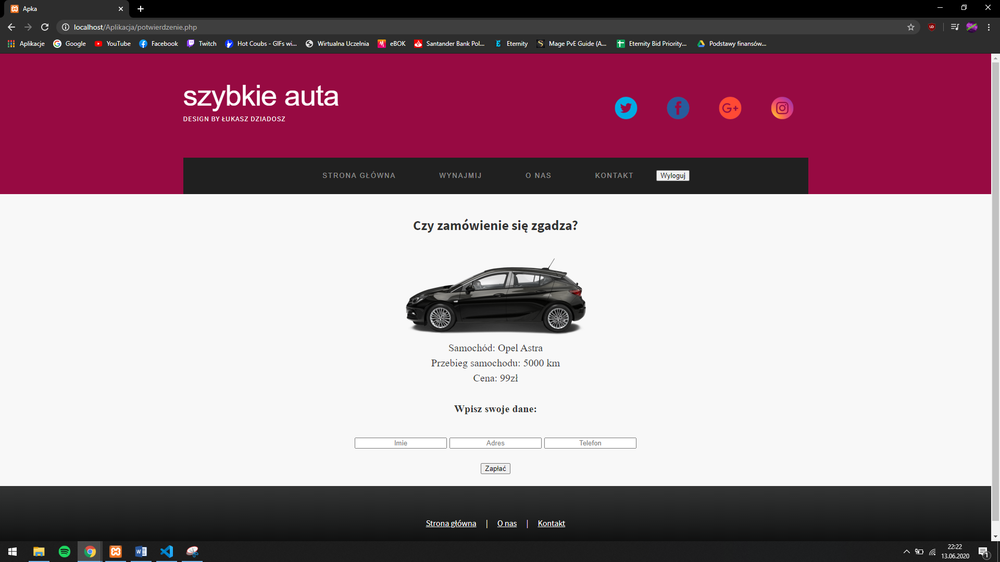 Apka
localhost/Aplikacja/potwierdzenie.php
Aplikacje Google YouTube Facebook Twitch Hot Coubs - GIFs wi... Wirtualna Uczelnia eBOK Santander Bank Pol... Eternity Mage PvE Guide (A... Eternity Bid Priority... Podstawy finansów...
szybkie auta
DESIGN BY ŁUKASZ DZIADOSZ
STRONA GŁÓWNA WYNAJMIJ O NAS KONTAKT Wyloguj
Czy zamówienie się zgadza?
Samochód: Opel Astra
Przebieg samochodu: 5000 km
Cena: 99zł
Wpisz swoje dane:
Imie Adres Telefon
Zapłać
Strona główna | O nas | Kontakt
22:22
13.06.2020
1